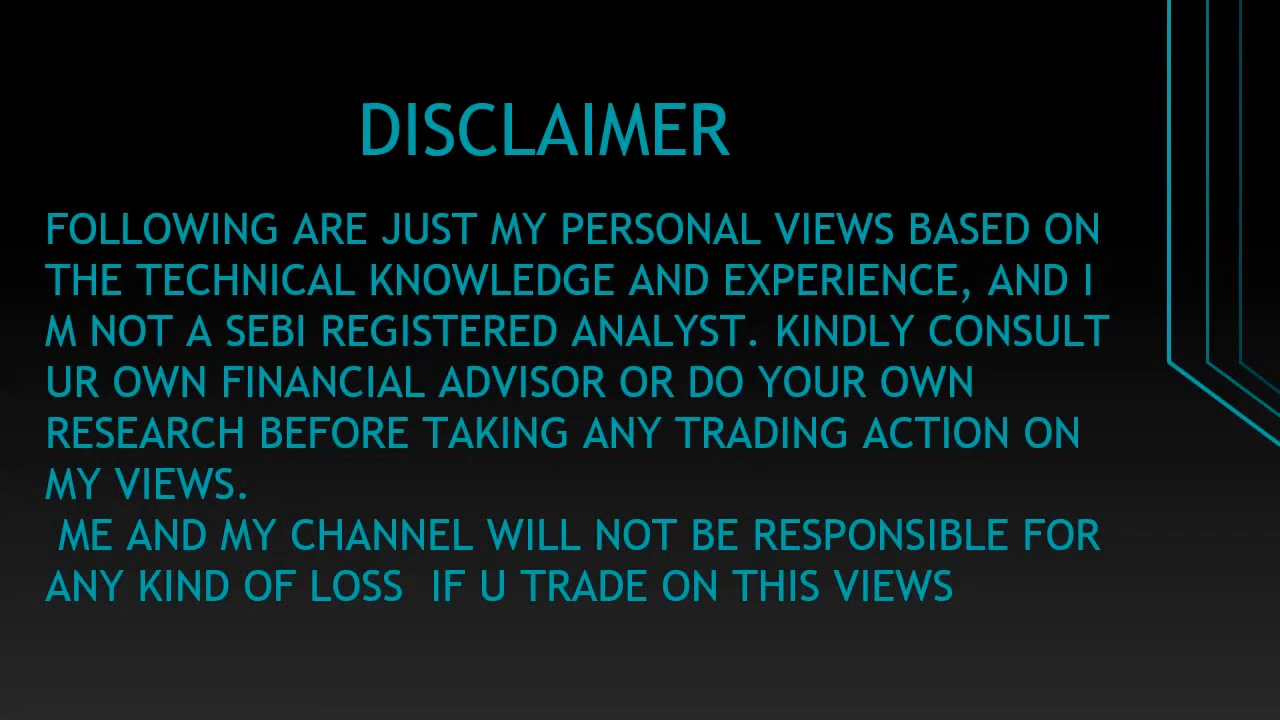 DISCLAIMER
FOLLOWING ARE JUST MY PERSONAL VIEWS BASED ON
THE TECHNICAL KNOWLEDGE AND EXPERIENCE, AND I
M NOT A SEBI REGISTERED ANALYST. KINDLY CONSULT
UR OWN FINANCIAL ADVISOR OR DO YOUR OWN
RESEARCH BEFORE TAKING ANY TRADING ACTION ON
MY VIEWS.
ME AND MY CHANNEL WILL NOT BE RESPONSIBLE FOR
ANY KIND OF LOSS  IF U TRADE ON THIS VIEWS